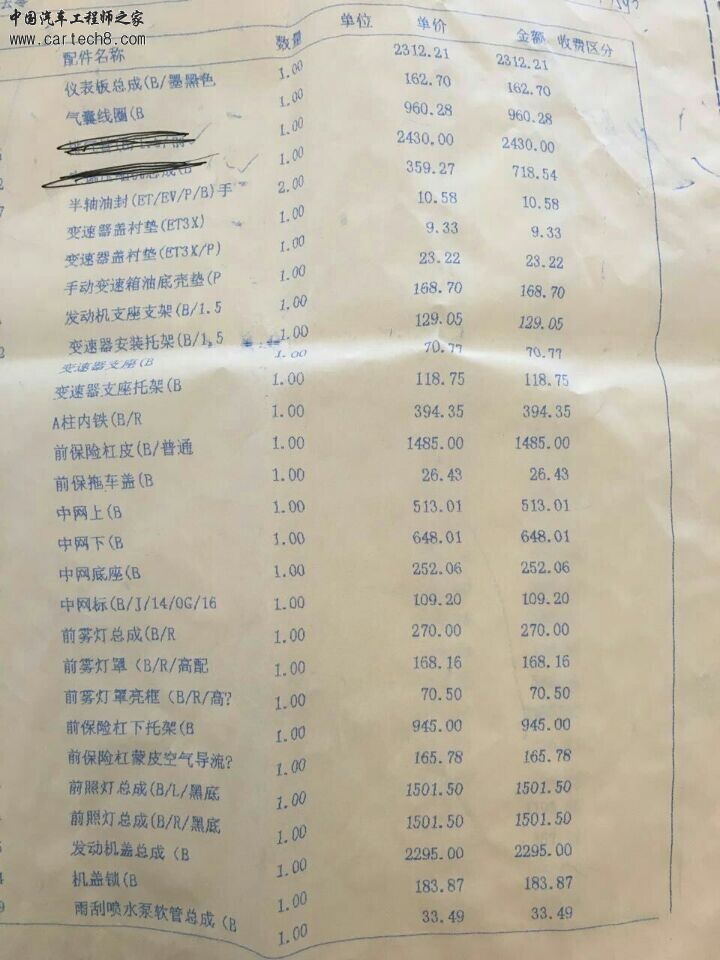 中国汽车工程师之家
www.cartech8.com
配件名称 数量 单位 单价 金额 收费区分
仪表板总成(B/墨黑色 1.00 2312.21 2312.21
气囊线圈(B 1.00 162.70 162.70
1.00 960.28 960.28
总成(B 1.00 2430.00 2430.00
半轴油封(ET/EV/P/B)手 2.00 359.27 718.54
变速器盖衬垫(ET3X) 1.00 10.58 10.58
变速器盖衬垫(ET3X/P) 1.00 9.33 9.33
手动变速箱油底壳垫(P 1.00 23.22 23.22
发动机支座支架(B/1.5 1.00 168.70 168.70
变速器安装托架(B/1.5 1.00 129.05 129.05
变速器支座(B 1.00 70.77 70.77
变速器支座托架(B 1.00 118.75 118.75
A柱内铁(B/R 1.00 394.35 394.35
前保险杠皮(B/普通 1.00 1485.00 1485.00
前保拖车盖(B 1.00 26.43 26.43
中网上(B 1.00 513.01 513.01
中网下(B 1.00 648.01 648.01
中网底座(B 1.00 252.06 252.06
中网标(B/J/14/0G/16 1.00 109.20 109.20
前雾灯总成(B/R 1.00 270.00 270.00
前雾灯罩(B/R/高配 1.00 168.16 168.16
前雾灯罩亮框(B/R/高? 1.00 70.50 70.50
前保险杠下托架(B 1.00 945.00 945.00
前保险杠蒙皮空气导流? 1.00 165.78 165.78
前照灯总成(B/L/黑底 1.00 1501.50 1501.50
前照灯总成(B/R/黑底 1.00 1501.50 1501.50
发动机盖总成(B 1.00 2295.00 2295.00
机盖锁(B 1.00 183.87 183.87
雨刮喷水泵软管总成(B 1.00 33.49 33.49